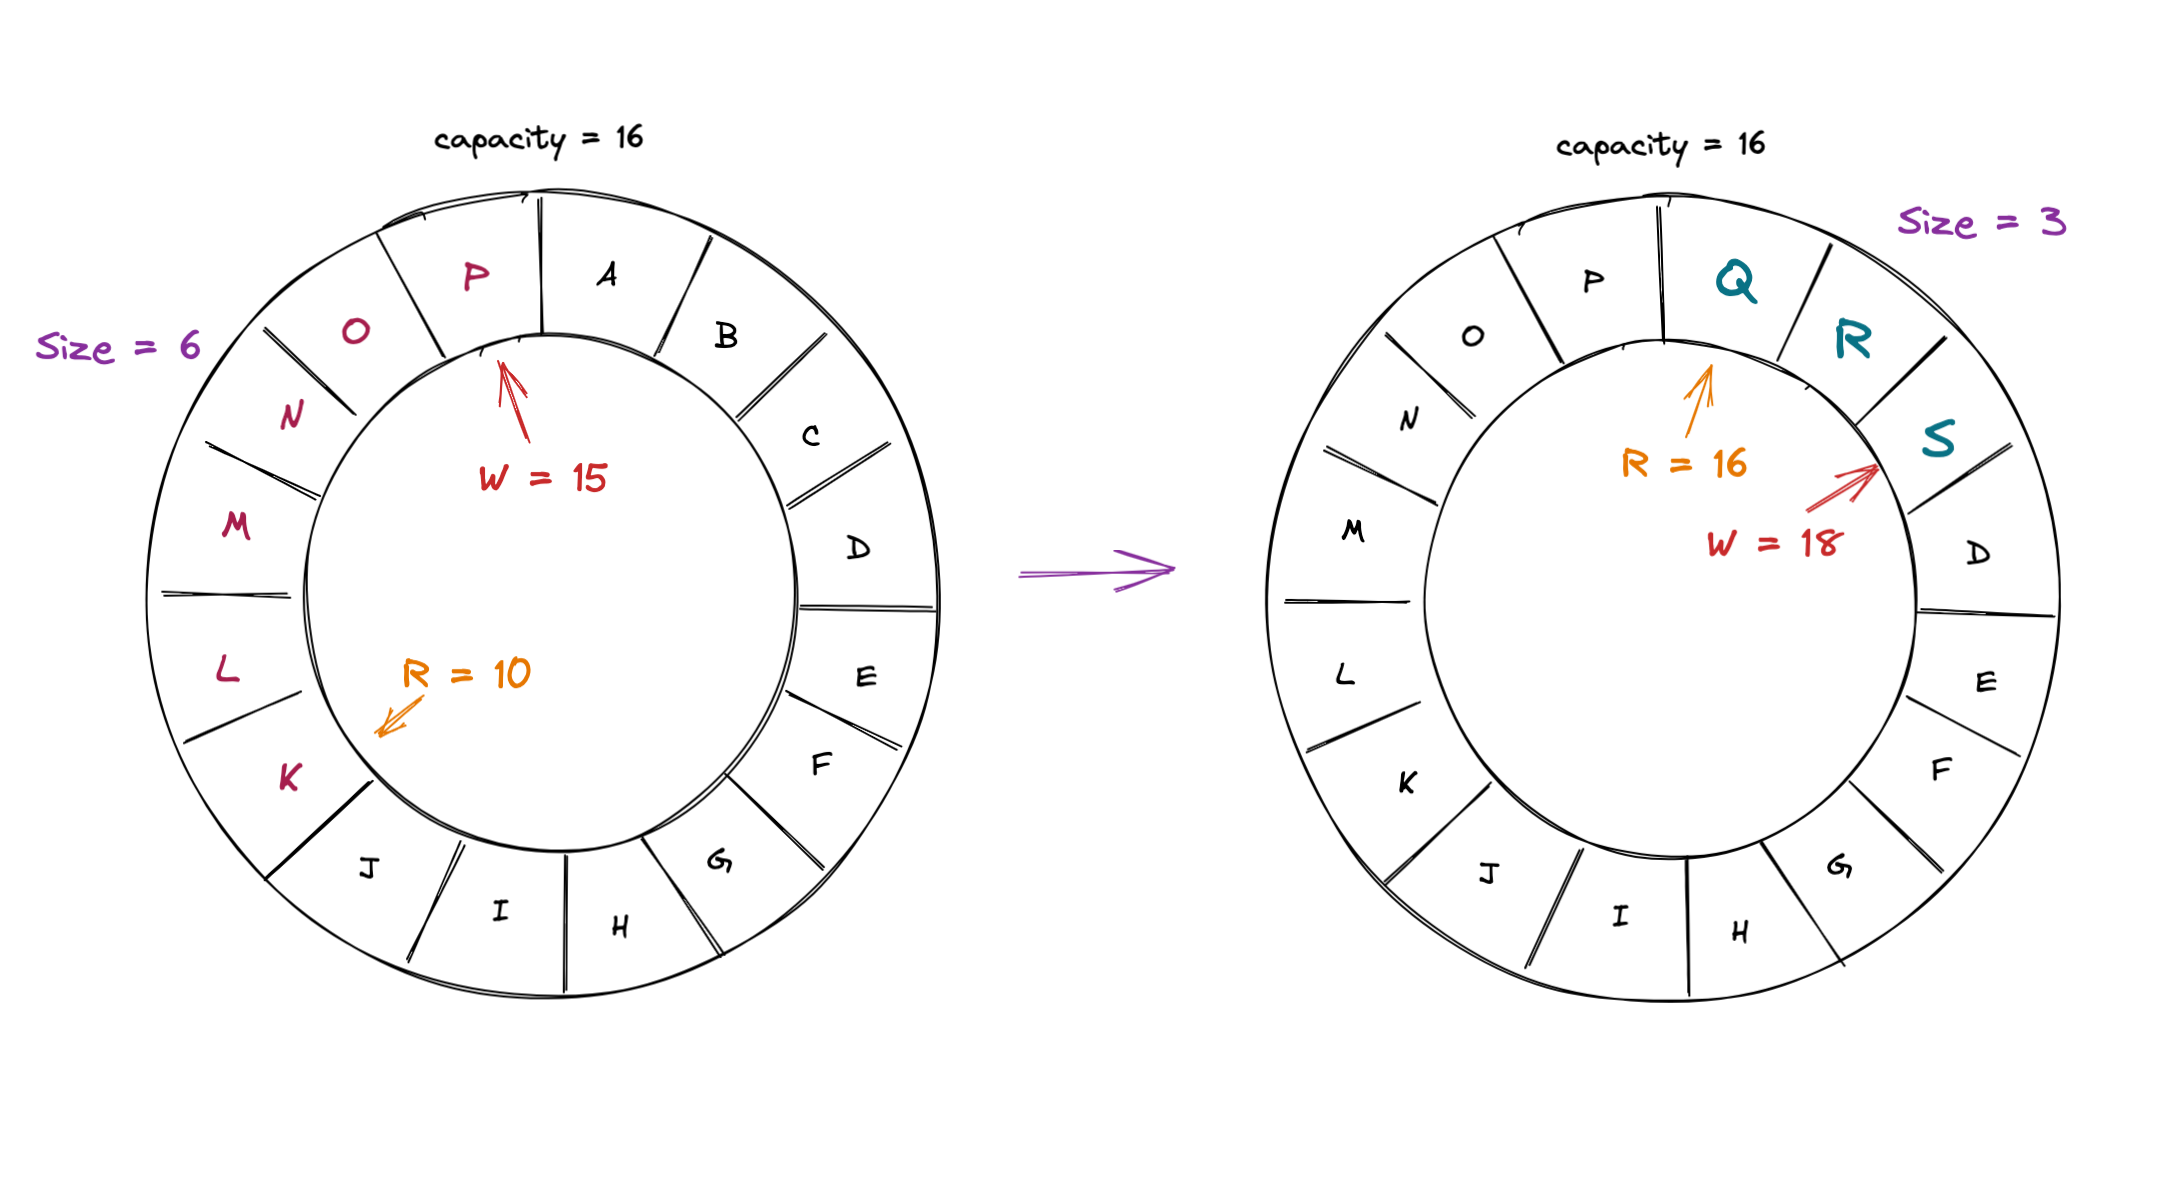 capacity = 16
Size = 6
P
A
O
B
N
C
M
D
L
E
K
F
J
G
I
H
W = 15
R = 10
capacity = 16
Size = 3
P
Q
O
R
N
S
M
D
L
E
K
F
J
G
I
H
R = 16
W = 18